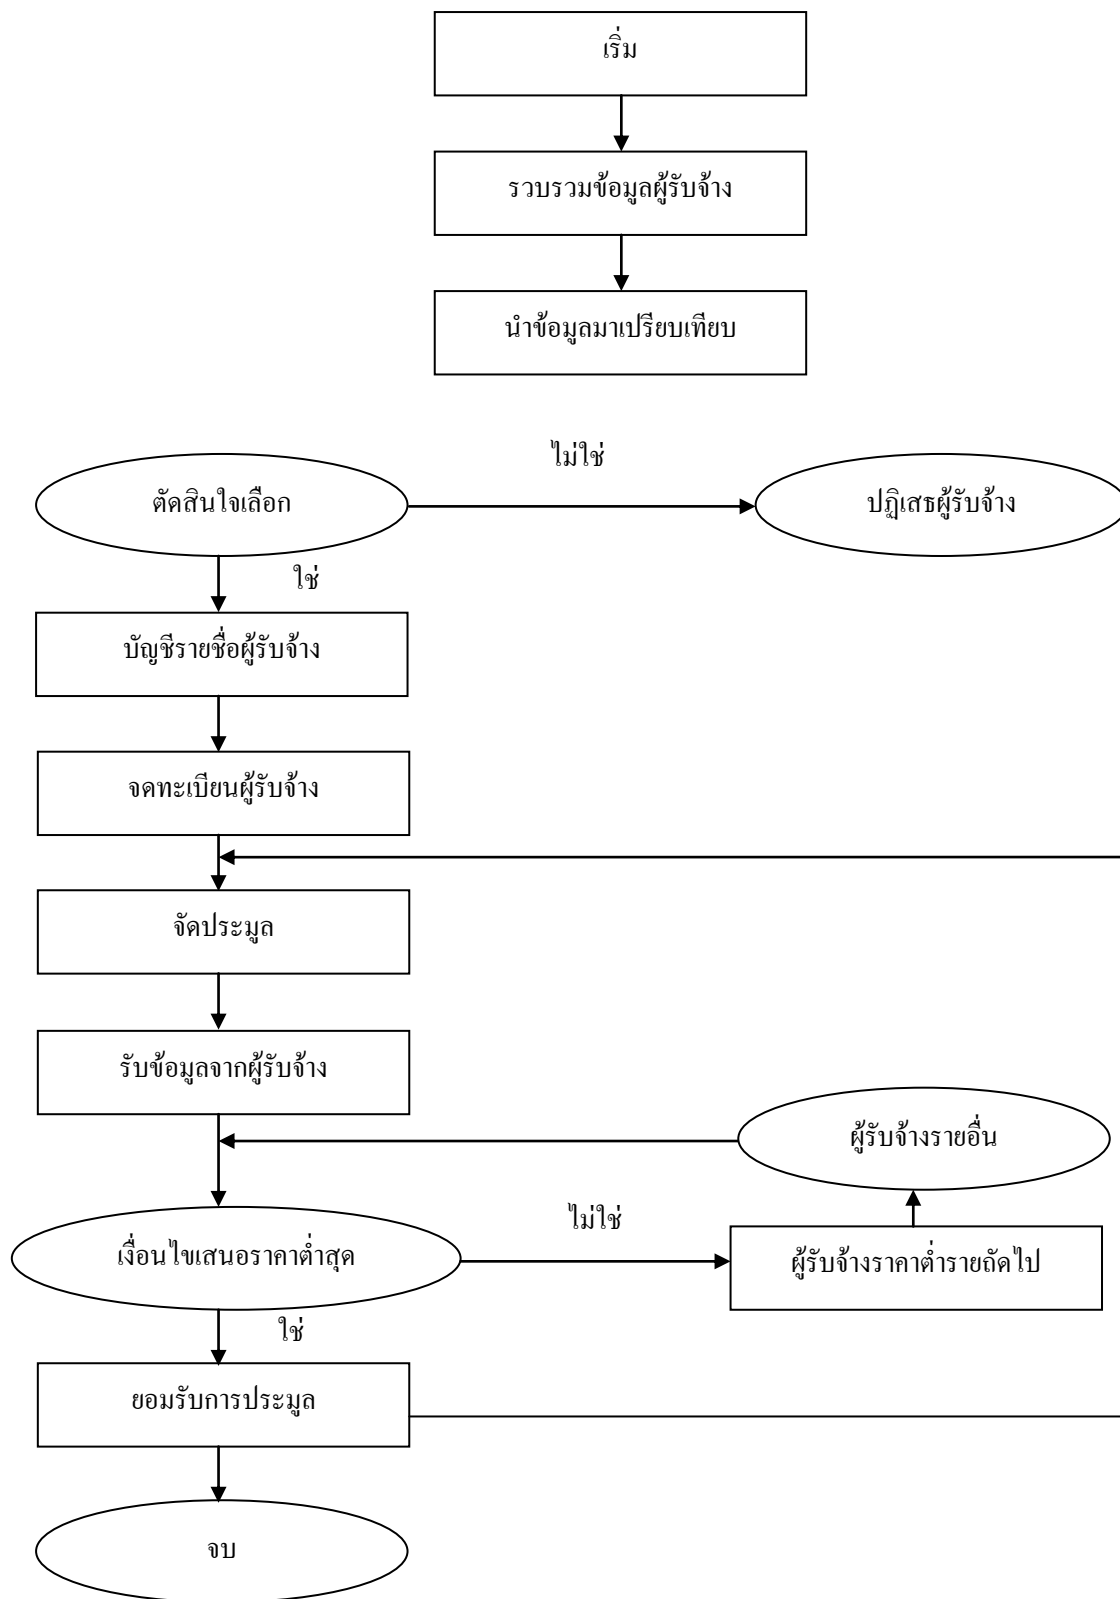 เริ่ม
รวบรวมข้อมูลผู้รับจ้าง
นำข้อมูลมาเปรียบเทียบ
ไม่ใช่
ตัดสินใจเลือก
ปฏิเสธผู้รับจ้าง
ใช่
บัญชีรายชื่อผู้รับจ้าง
จดทะเบียนผู้รับจ้าง
จัดประมูล
รับข้อมูลจากผู้รับจ้าง
ผู้รับจ้างรายอื่น
ไม่ใช่
เงื่อนไขเสนอราคาต่ำสุด
ผู้รับจ้างราคาต่ำรายถัดไป
ใช่
ยอมรับการประมูล
จบ